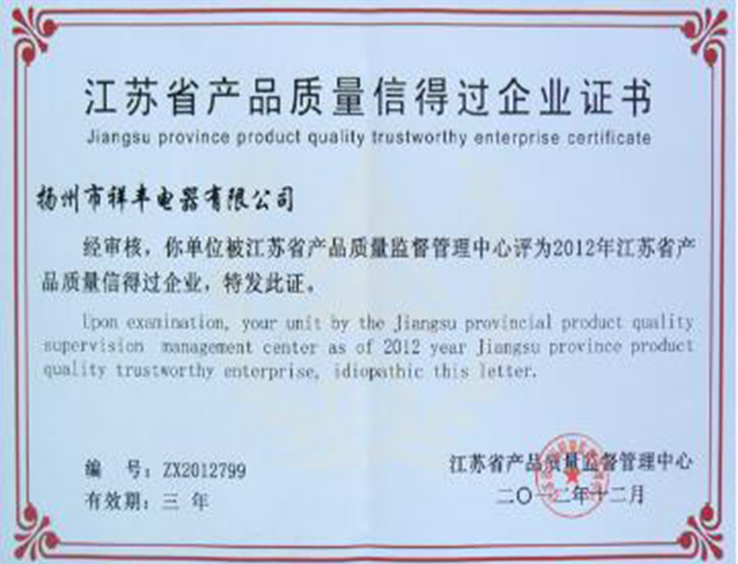 江苏省产品质量信得过企业证书
Jiangsu province product quality trustworthy enterprise certificate
扬州市祥丰电器有限公司
经审核，你单位被江苏省产品质量监督管理中心评为2012年江苏省产
品质量信得过企业，特发此证。
Upon examination, your unit by the Jiangsu provincial product quality
supervision management center as of 2012 year Jiangsu province product
quality trustworthy enterprise, idiopathic this letter.
编 号：ZX2012799
江苏省产品质量监督管理中心
有效期：三 年
二〇一二年十二月